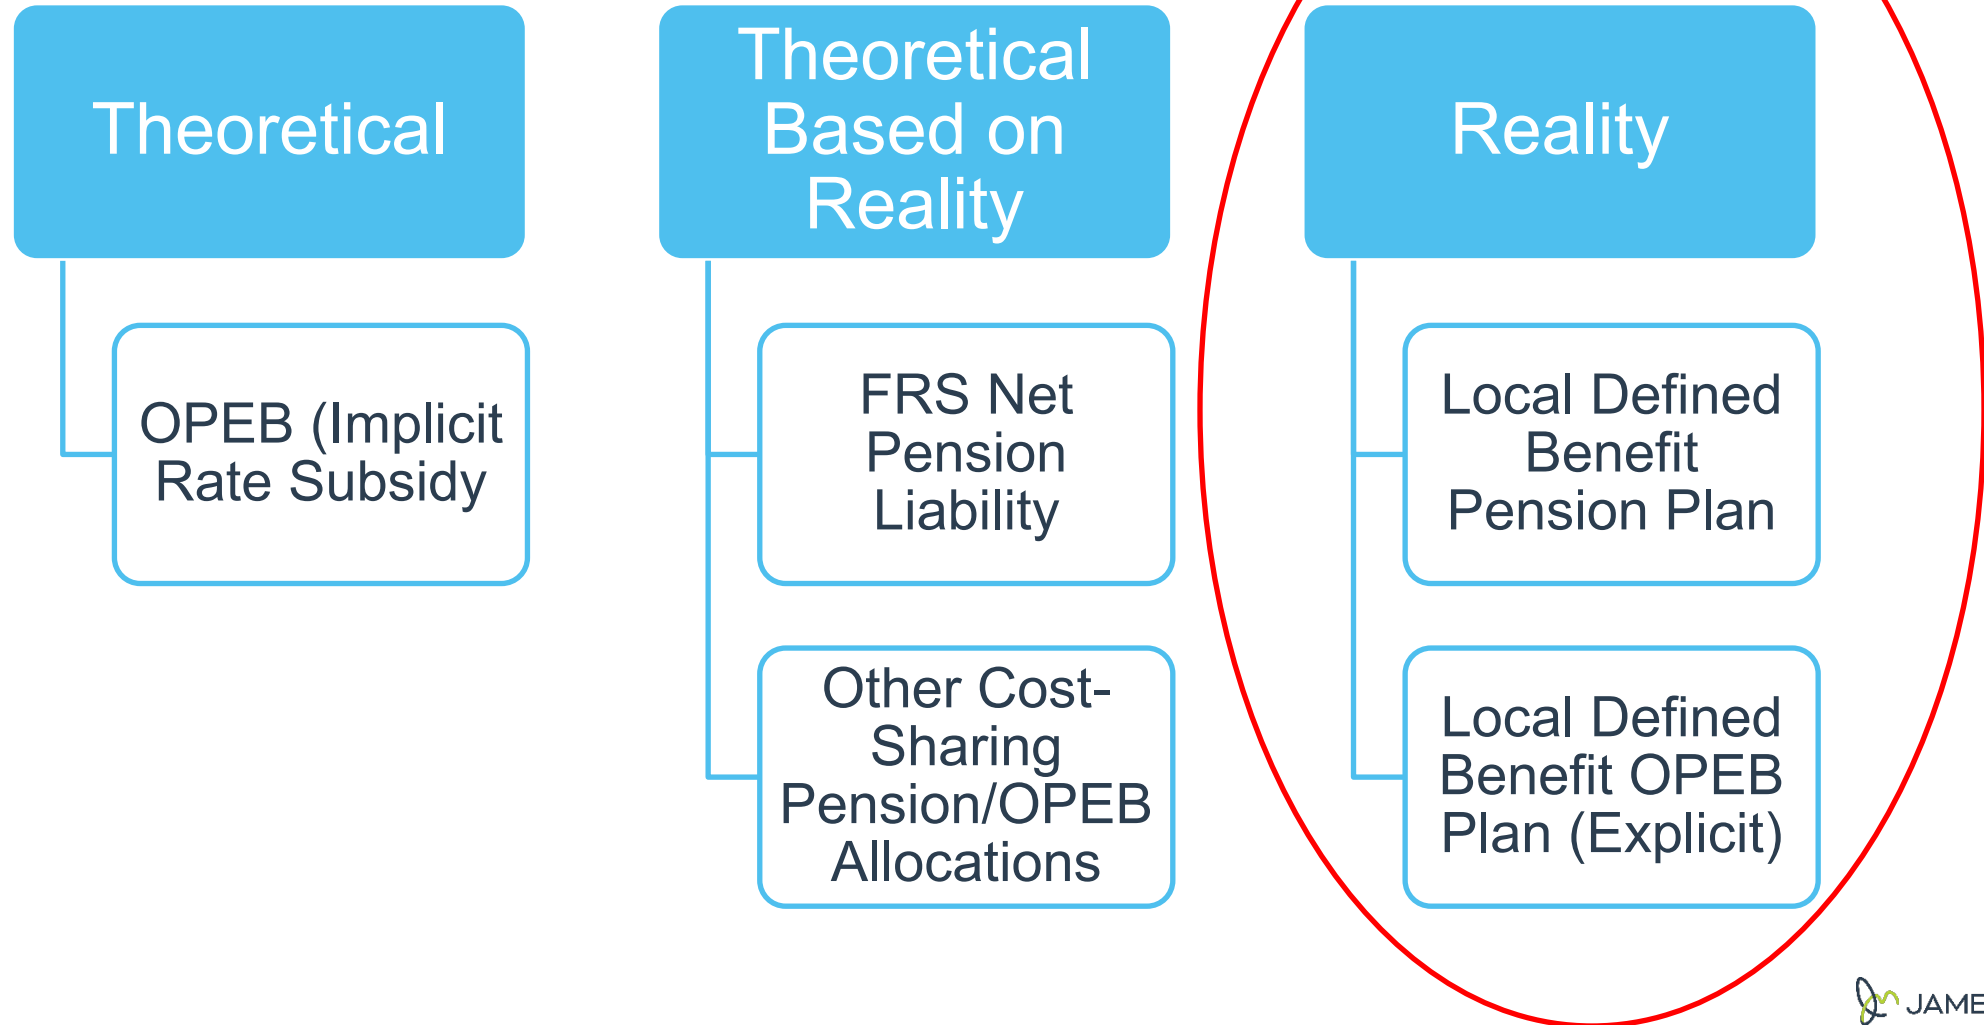 Theoretical
OPEB (Implicit
Rate Subsidy
Theoretical
Based on
Reality
FRS Net
Pension
Liability
Other Cost-
Sharing
Pension/OPEB
Allocations
Reality
Local Defined
Benefit
Pension Plan
Local Defined
Benefit OPEB
Plan (Explicit)
JAME